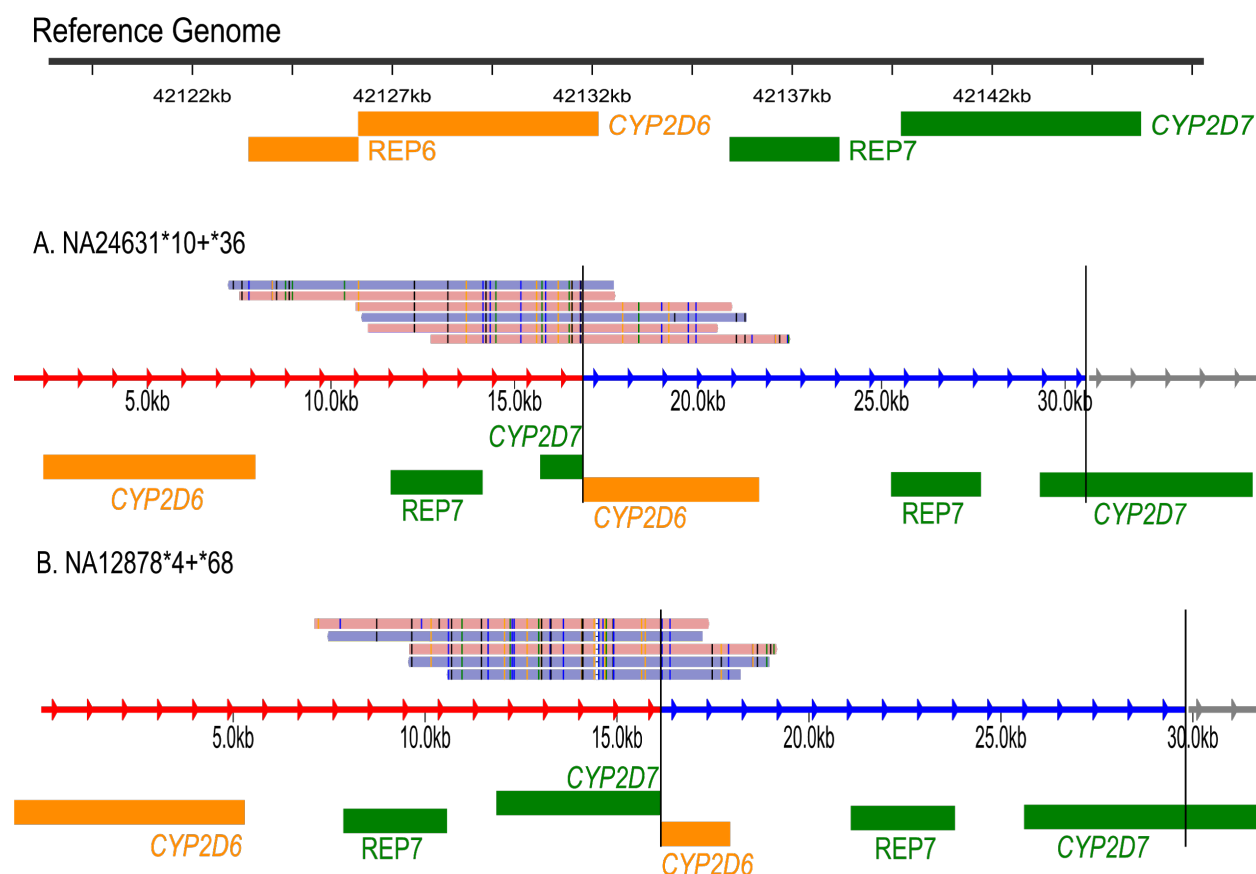 Reference Genome
42122kb 42127kb 42132kb 42137kb 42142kb
CYP2D6 CYP2D7
REP6 REP7
A. NA24631*10+*36
5.0kb 10.0kb 15.0kb 20.0kb 25.0kb 30.0kb
CYP2D7
CYP2D6 REP7 CYP2D6 REP7 CYP2D7
B. NA12878*4+*68
5.0kb 10.0kb 15.0kb 20.0kb 25.0kb 30.0kb
CYP2D7
CYP2D6 REP7 CYP2D6 REP7 CYP2D7